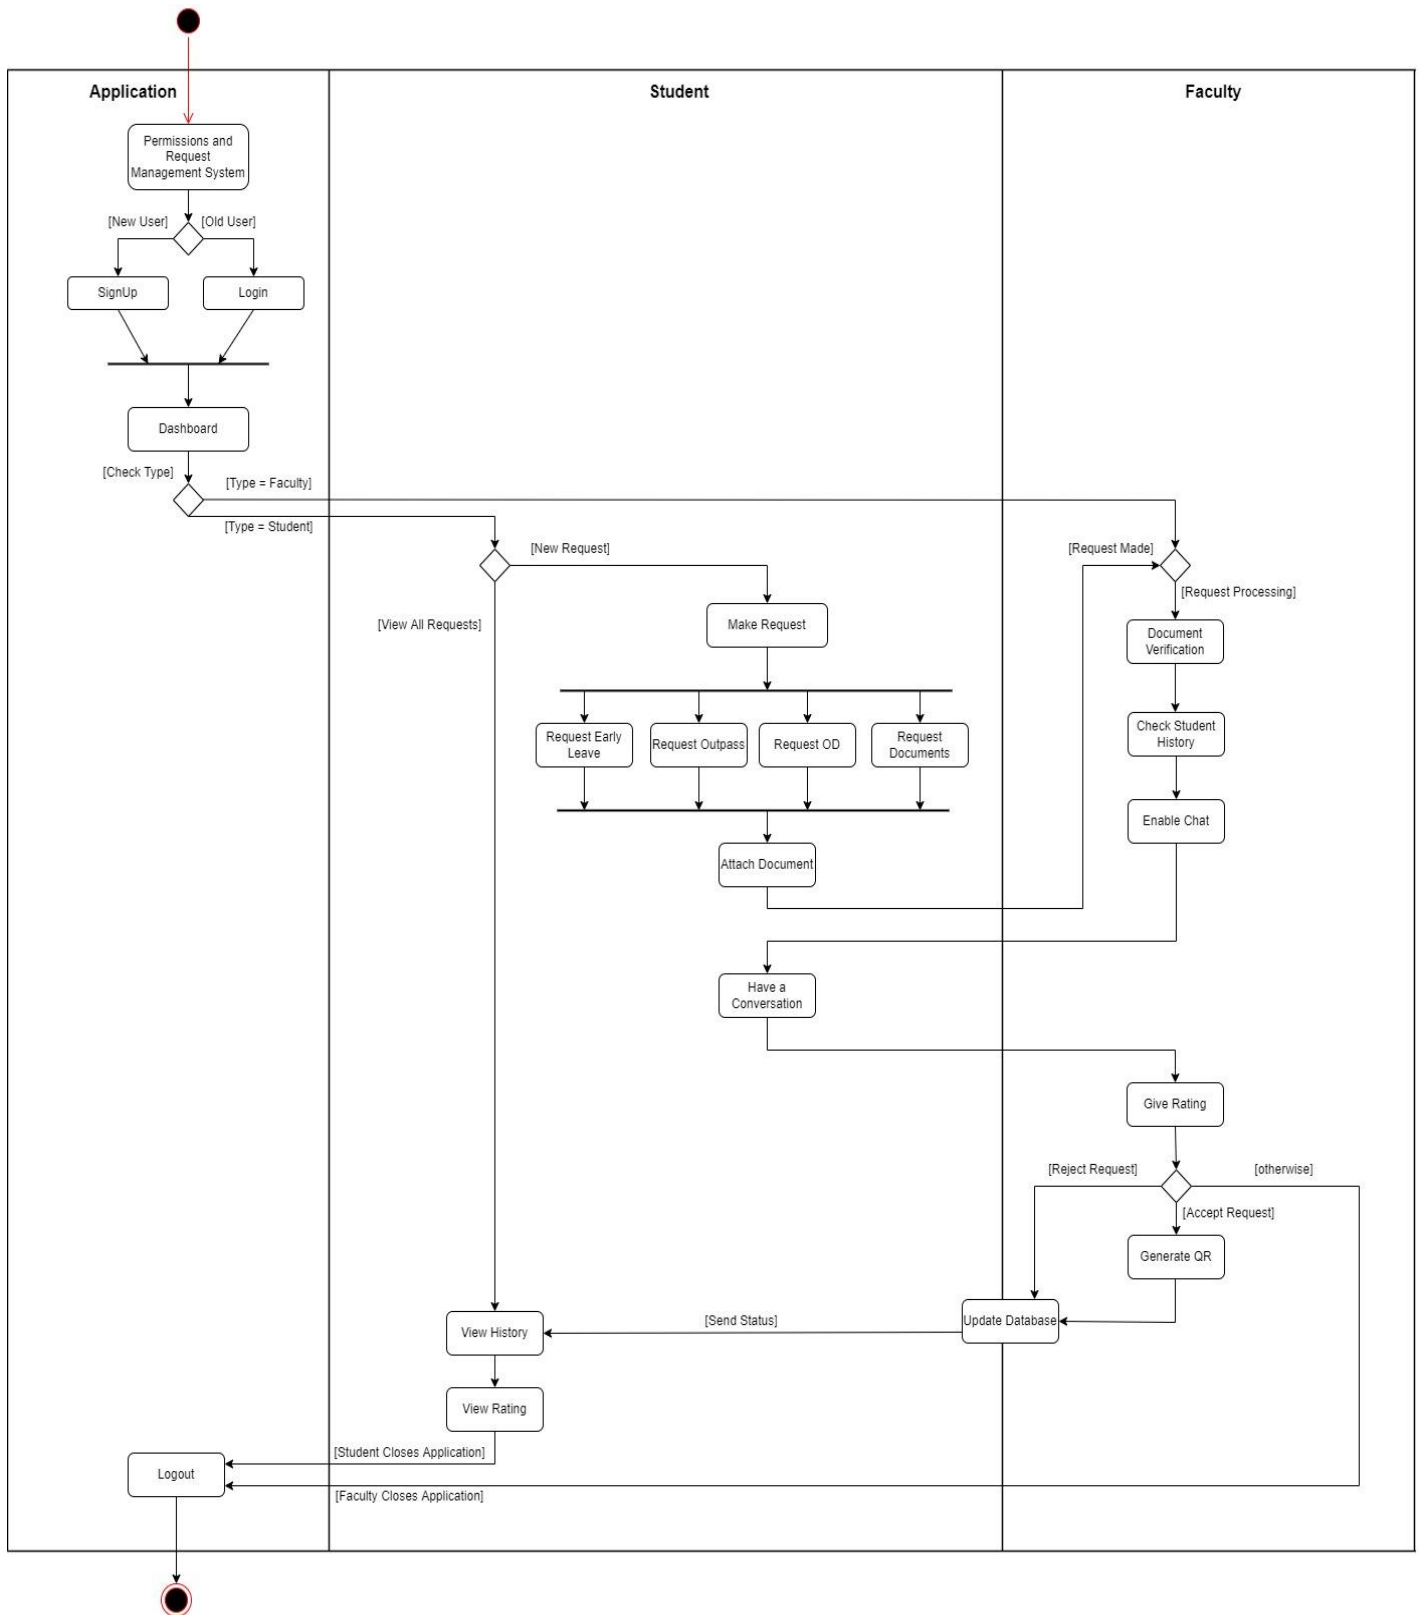 Application
Student
Faculty
Permissions and
Request
Management System
[New User]
[Old User]
SignUp
Login
Dashboard
[Check Type]
[Type = Faculty]
[Type = Student]
[New Request]
[Request Made]
[Request Processing]
[View All Requests]
Make Request
Document
Verification
Request Early
Leave
Request Outpass
Request OD
Request
Documents
Check Student
History
Enable Chat
Attach Document
Have a
Conversation
Give Rating
[Reject Request]
[otherwise]
[Accept Request]
Generate QR
Update Database
[Send Status]
View History
View Rating
[Student Closes Application]
Logout
[Faculty Closes Application]